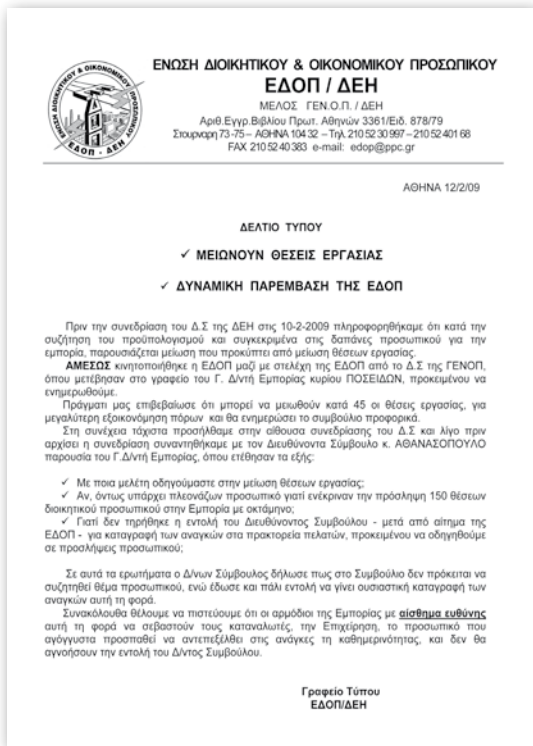 ΕΝΩΣΗ ΔΙΟΙΚΗΤΙΚΟΥ & ΟΙΚΟΝΟΜΙΚΟΥ ΠΡΟΣΩΠΙΚΟΥ
ΕΔΟΠ / ΔΕΗ
ΜΕΛΟΣ ΓΕΝ.Ο.Π. / ΔΕΗ
Αριθ.Εγγρ.Βιβλίου Πρωτ. Αθηνών 3361/Ειδ. 878/79
Στουρναρη 73-75 – ΑΘΗΝΑ 104 32 – Τηλ. 210 52 30 997 – 210 52 401 68
FAX 210 52 40 383 e-mail: edop@ppc.gr
ΕΝΩΣΗ ΔΙΟΙΚΗΤΙΚΟΥ & ΟΙΚΟΝΟΜΙΚΟΥ ΠΡΟΣΩΠΙΚΟΥ
ΕΔΟΠ - ΔΕΗ
ΑΘΗΝΑ 12/2/09
ΔΕΛΤΙΟ ΤΥΠΟΥ
✓ ΜΕΙΩΝΟΥΝ ΘΕΣΕΙΣ ΕΡΓΑΣΙΑΣ
✓ ΔΥΝΑΜΙΚΗ ΠΑΡΕΜΒΑΣΗ ΤΗΣ ΕΔΟΠ
Πριν την συνεδρίαση του Δ.Σ της ΔΕΗ στις 10-2-2009 πληροφορηθήκαμε ότι κατά την
συζήτηση του προϋπολογισμού και συγκεκριμένα στις δαπάνες προσωπικού για την
εμπορία, παρουσιάζεται μείωση που προκύπτει από μείωση θέσεων εργασίας.
ΑΜΕΣΩΣ κινητοποιήθηκε η ΕΔΟΠ μαζί με στελέχη της ΕΔΟΠ από το Δ.Σ της ΓΕΝΟΠ,
όπου μετέβησαν στο γραφείο του Γ. Δ/ντή Εμπορίας κυρίου ΠΟΣΕΙΔΩΝ, προκειμένου να
ενημερωθούμε.
Πράγματι μας επιβεβαίωσε ότι μπορεί να μειωθούν κατά 45 οι θέσεις εργασίας, για
μεγαλύτερη εξοικονόμηση πόρων και θα ενημερώσει το συμβούλιο προφορικά.
Στη συνέχεια τάχιστα προσήλθαμε στην αίθουσα συνεδρίασης του Δ.Σ και λίγο πριν
αρχίσει η συνεδρίαση συναντηθήκαμε με τον Διευθύνοντα Σύμβουλο κ. ΑΘΑΝΑΣΟΠΟΥΛΟ
παρουσία του Γ.Δ/ντή Εμπορίας, όπου ετέθησαν τα εξής:
✓ Με ποια μελέτη οδηγούμαστε στην μείωση θέσεων εργασίας;
✓ Αν, όντως υπάρχει πλεονάζων προσωπικό γιατί ενέκριναν την πρόσληψη 150 θέσεων
διοικητικού προσωπικού στην Εμπορία με οκτάμηνο;
✓ Γιατί δεν τηρήθηκε η εντολή του Διευθύνοντος Συμβούλου - μετά από αίτημα της
ΕΔΟΠ - για καταγραφή των αναγκών στα πρακτορεία πελατών, προκειμένου να οδηγηθούμε
σε προσλήψεις προσωπικού;
Σε αυτά τα ερωτήματα ο Δ/νων Σύμβουλος δήλωσε πως στο Συμβούλιο δεν πρόκειται να
συζητηθεί θέμα προσωπικού, ενώ έδωσε και πάλι εντολή να γίνει ουσιαστική καταγραφή των
αναγκών αυτή τη φορά.
Συνακόλουθα θέλουμε να πιστεύουμε ότι οι αρμόδιοι της Εμπορίας με αίσθημα ευθύνης
αυτή τη φορά να σεβαστούν τους καταναλωτές, την Επιχείρηση, το προσωπικό που
αγόγγυστα προσπαθεί να αντεπεξέλθει στις ανάγκες τη καθημερινότητας, και δεν θα
αγνοήσουν την εντολή του Δ/ντος Συμβούλου.
Γραφείο Τύπου
ΕΔΟΠ/ΔΕΗ